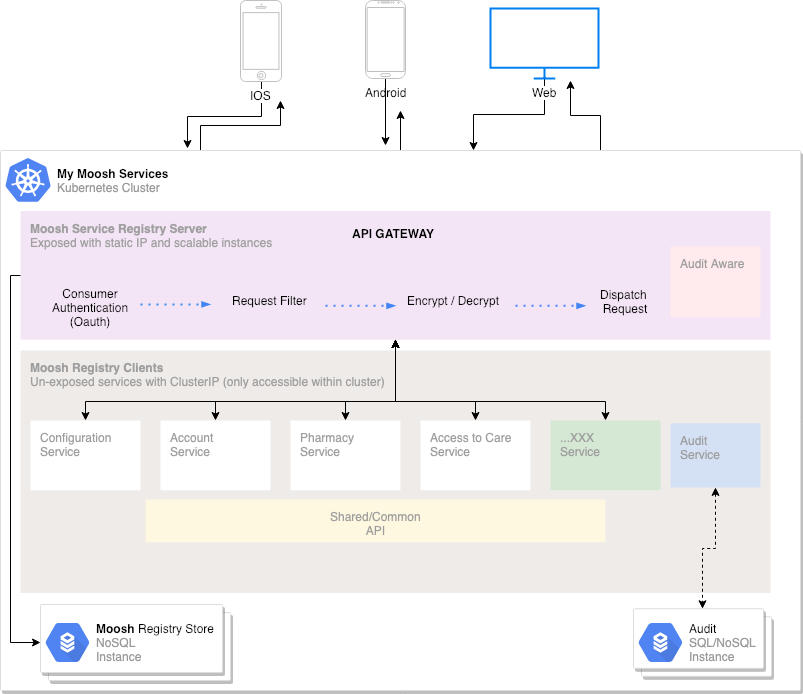 IOS
Android
Web
My Moosh Services
Kubernetes Cluster
Moosh Service Registry Server
Exposed with static IP and scalable instances
API GATEWAY
Audit Aware
Consumer
Authentication
(Oauth)
Request Filter
Encrypt / Decrypt
Dispatch
Request
Moosh Registry Clients
Un-exposed services with ClusterIP (only accessible within cluster)
Configuration
Service
Account
Service
Pharmacy
Service
Access to Care
Service
...XXX
Service
Audit
Service
Shared/Common
API
Moosh Registry Store
NoSQL
Instance
Audit
SQL/NoSQL
Instance